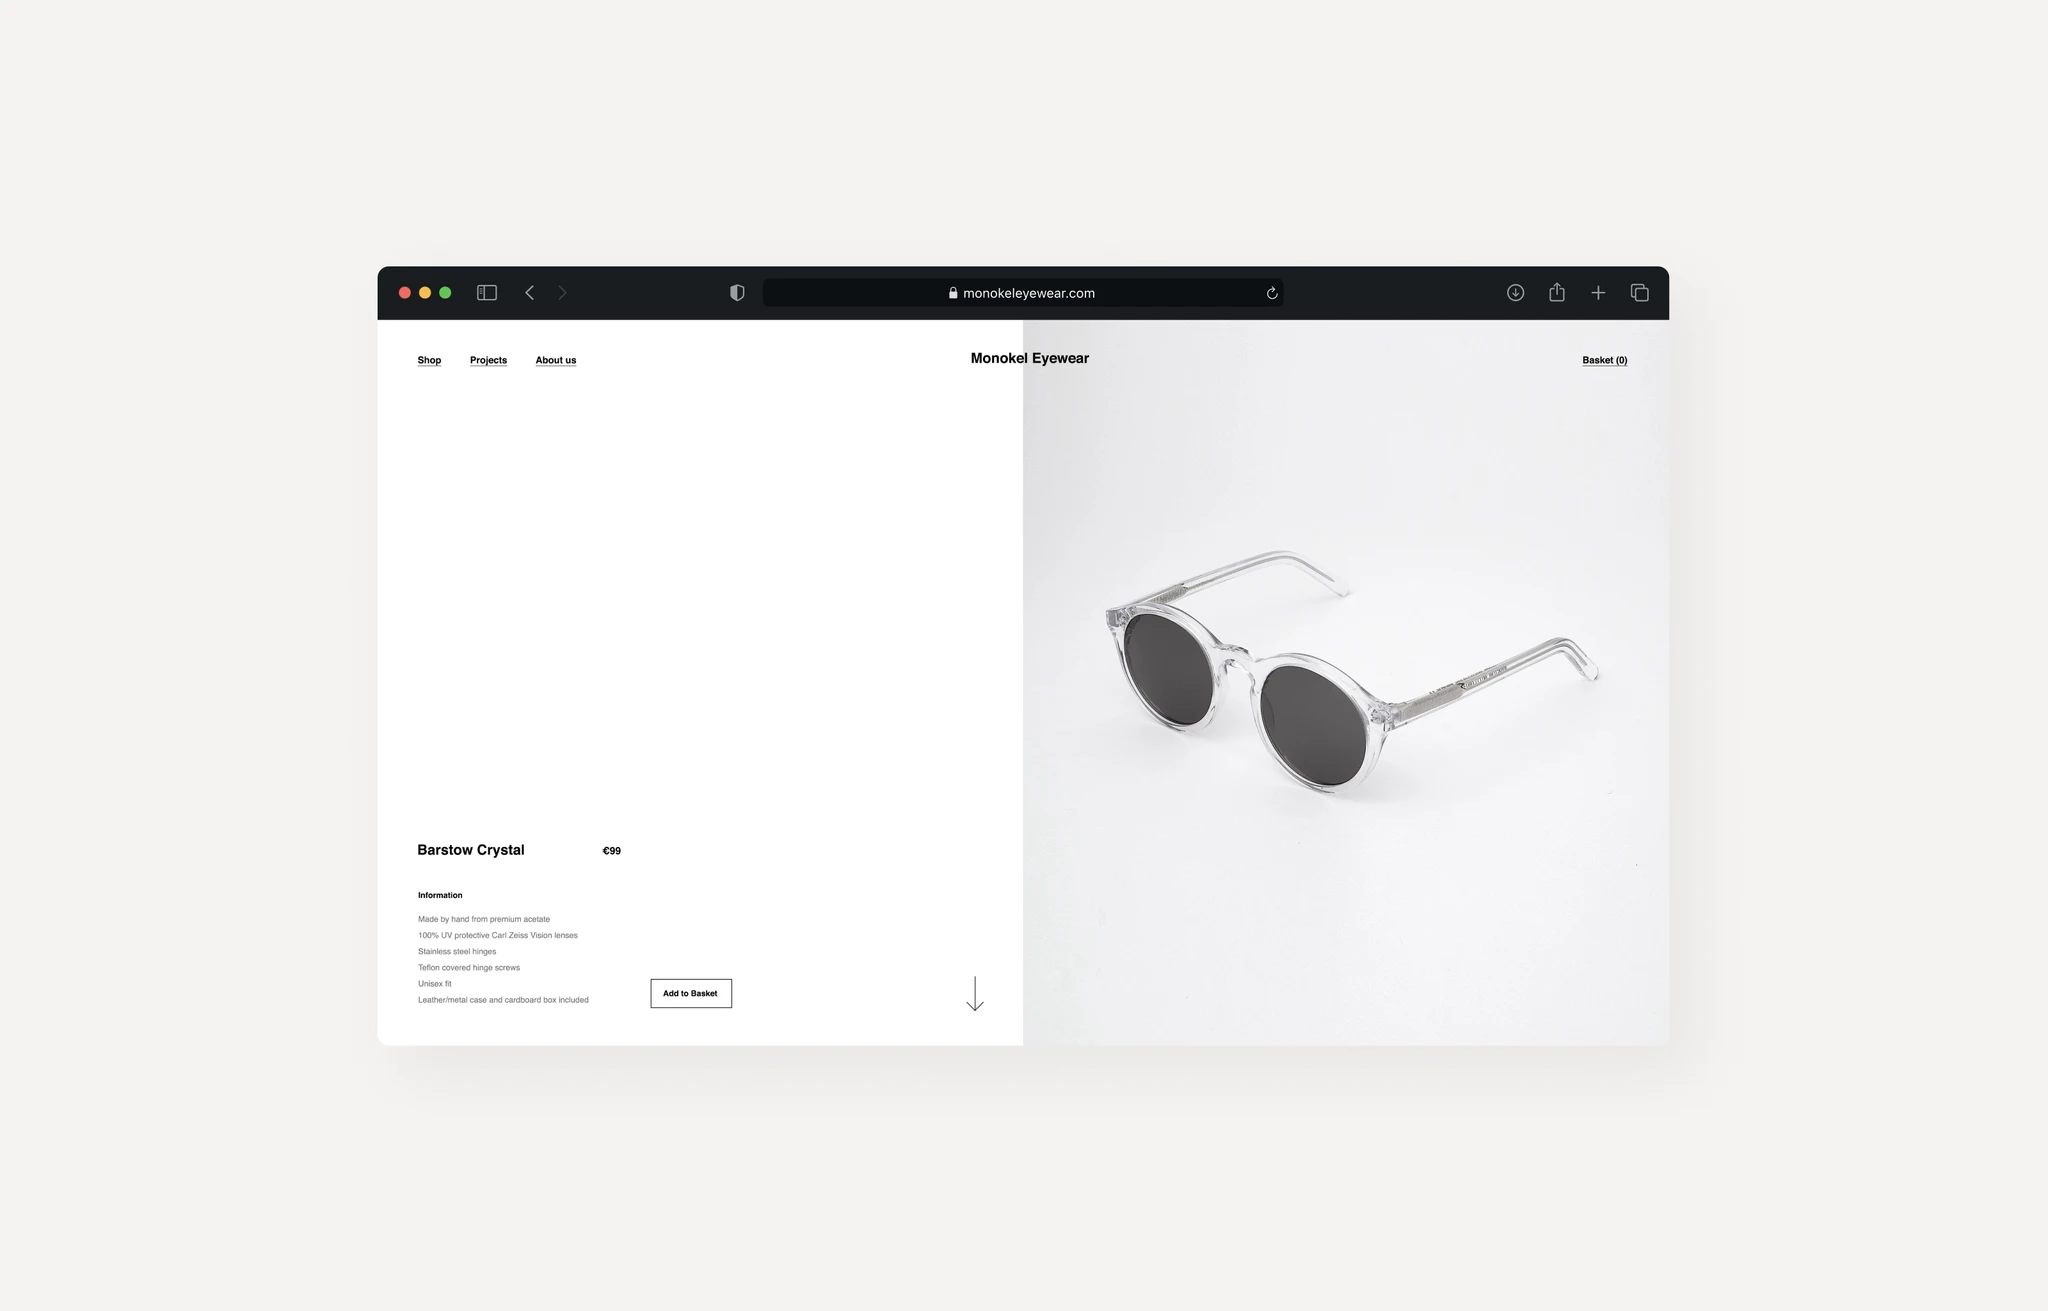 monokeleyewear.com
Shop
Projects
About us
Monokel Eyewear
Basket (0)
Barstow Crystal
€99
Information
Made by hand from premium acetate
100% UV protective Carl Zeiss Vision lenses
Stainless steel hinges
Teflon covered hinge screws
Unisex fit
Leather/metal case and cardboard box included
Add to Basket